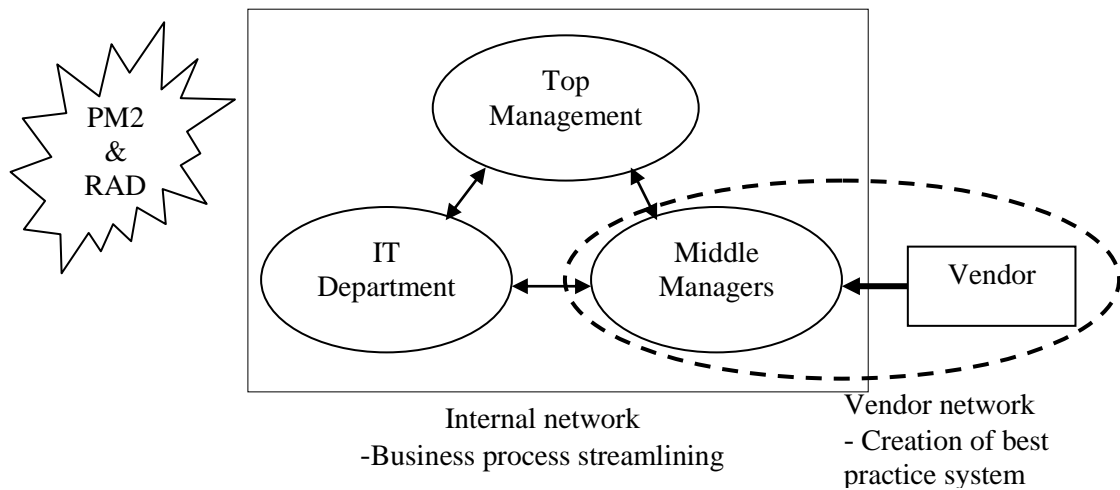 PM2
&
RAD
Top
Management
IT
Department
Middle
Managers
Vendor
Internal network
-Business process streamlining
Vendor network
- Creation of best
practice system